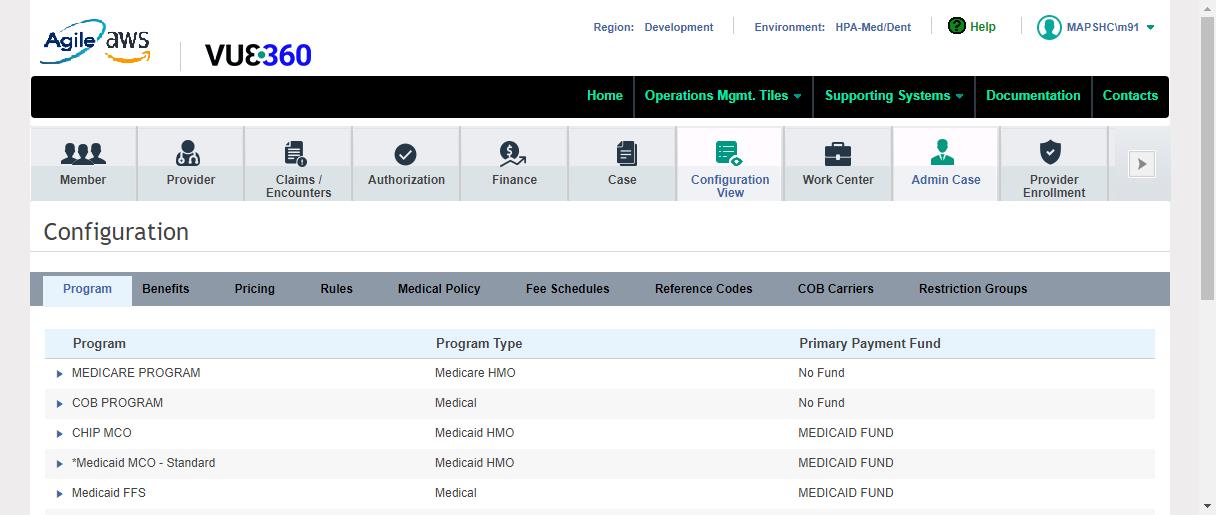 Agile aws
VUE360
Region: Development
Environment: HPA-Med/Dent
? Help
MAPSHC\m91
Home Operations Mgmt. Tiles Supporting Systems Documentation Contacts
Member
Provider
Claims /
Encounters
Authorization
Finance
Case
Configuration
View
Work Center
Admin Case
Provider
Enrollment
Configuration
Program Benefits Pricing Rules Medical Policy Fee Schedules Reference Codes COB Carriers Restriction Groups
Program Program Type Primary Payment Fund
MEDICARE PROGRAM Medicare HMO No Fund
COB PROGRAM Medical No Fund
CHIP MCO Medicaid HMO MEDICAID FUND
*Medicaid MCO - Standard Medicaid HMO MEDICAID FUND
Medicaid FFS Medical MEDICAID FUND